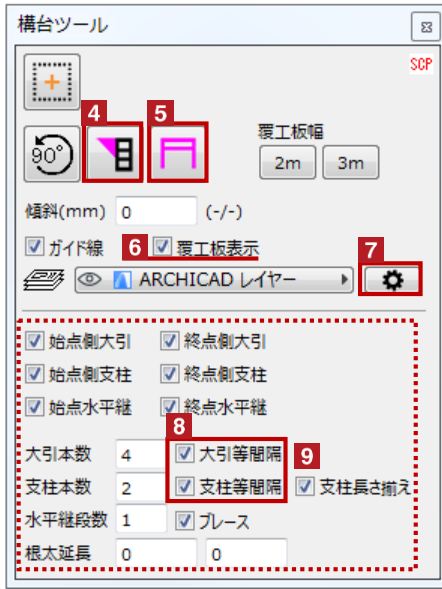 構台ツール
SCP
4
5
90°
覆工板幅
2m 3m
傾斜(mm) 0 (-/-)
ガイド線 6 覆工板表示
7
ARCHICAD レイヤー
始点側大引 終点側大引
始点側支柱 終点側支柱
始点水平継 終点水平継
8
大引本数 4 大引等間隔 9
支柱本数 2 支柱等間隔 支柱長さ揃え
水平継段数 1 ブレース
根太延長 0 0